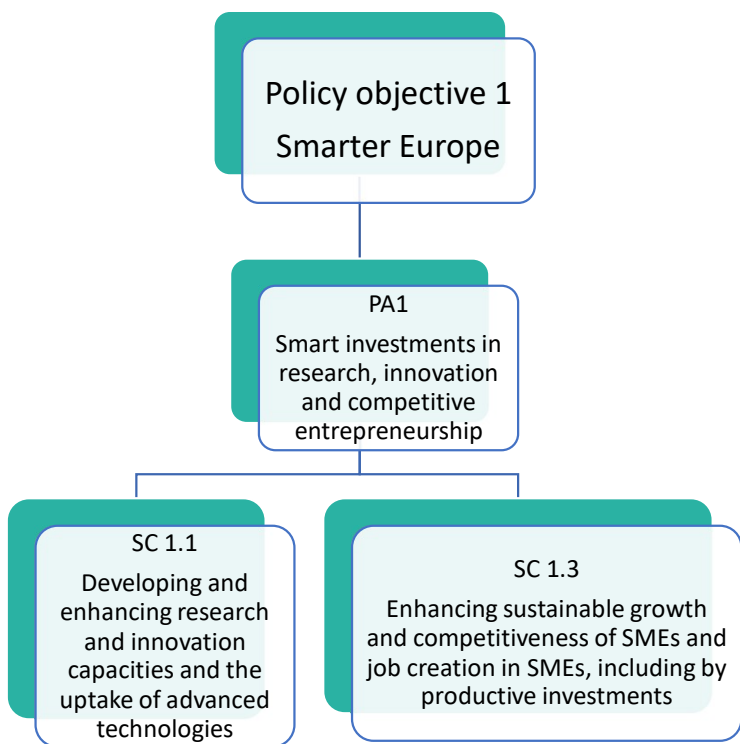 Policy objective 1
Smarter Europe
PA1
Smart investments in
research, innovation
and competitive
entrepreneurship
SC 1.1
Developing and
enhancing research
and innovation
capacities and the
uptake of advanced
technologies
SC 1.3
Enhancing sustainable growth
and competitiveness of SMEs and
job creation in SMEs, including by
productive investments